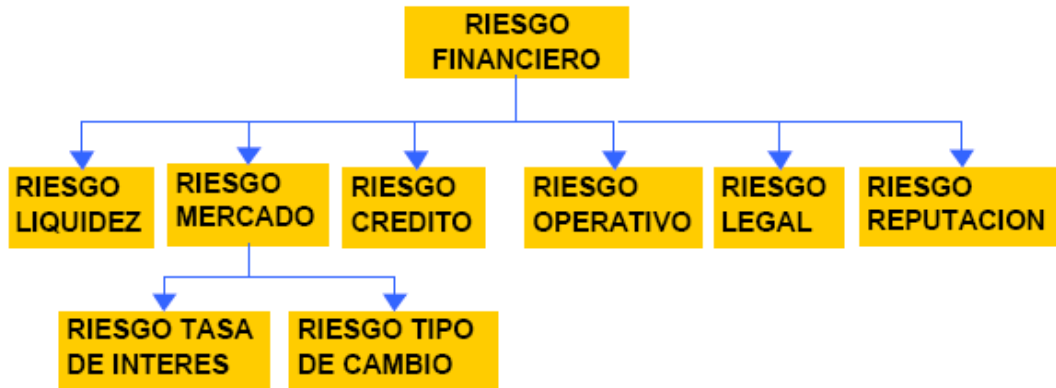 RIESGO
FINANCIERO
RIESGO
LIQUIDEZ
RIESGO
MERCADO
RIESGO
CREDITO
RIESGO
OPERATIVO
RIESGO
LEGAL
RIESGO
REPUTACION
RIESGO TASA
DE INTERES
RIESGO TIPO
DE CAMBIO